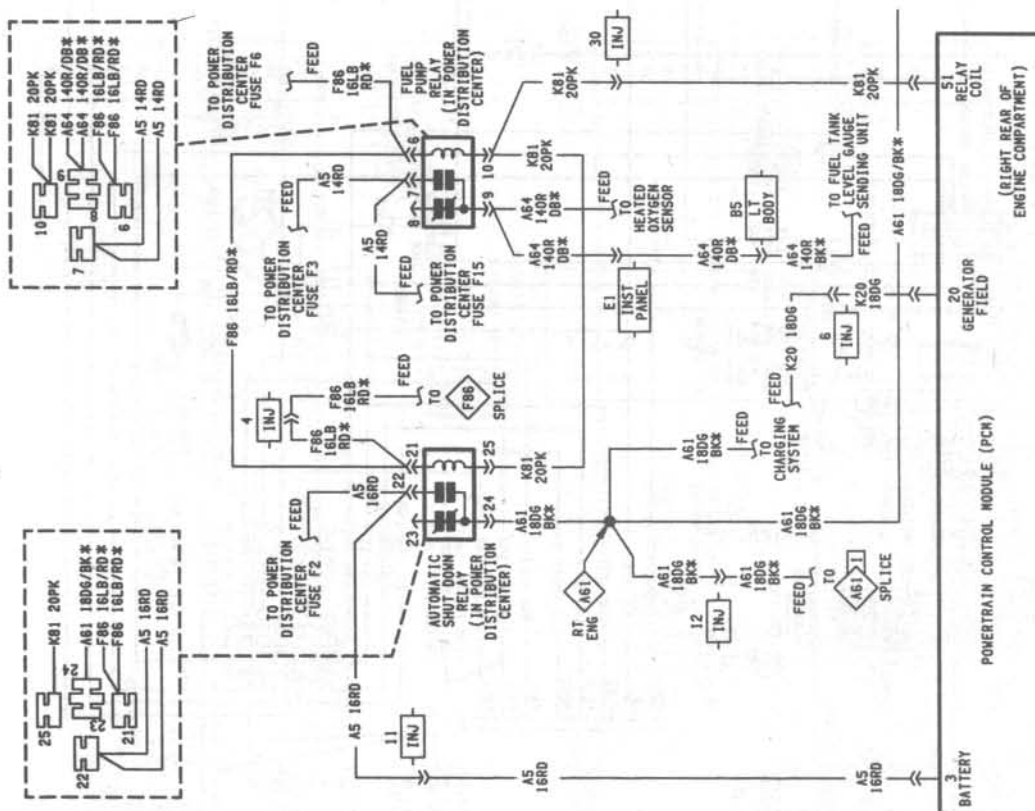 K81 20PK
K81 20PK
A64 14OR/DB*
A64 14OR/DB*
F86 16LB/RD*
F86 16LB/RD*
A5 14RD
A5 14RD
10
9
8
6
7
TO POWER
DISTRIBUTION
CENTER
FUSE F6
FEED
F86
16LB
RD*
FUEL
PUMP
RELAY
(IN POWER
DISTRIBUTION
CENTER)
30
INJ
K81
20PK
K81
20PK
51
RELAY
COIL
F86 18LB/RD*
A5
14RD
FEED
TO POWER
DISTRIBUTION
CENTER
FUSE F3
A5
14RD
FEED
TO POWER
DISTRIBUTION
CENTER
FUSE F15
6
7
8
10
9
K81
20PK
A64
14OR
DB*
FEED
TO
HEATED
OXYGEN
SENSOR
A64
14OR
DB*
E1
INST
PANEL
A64
14OR
DB*
B5
LT
BODY
A64
14OR
BK*
FEED
TO FUEL TANK
LEVEL GAUGE
SENDING UNIT
A61 18DG/BK*
(RIGHT REAR OF
ENGINE COMPARTMENT)
4
INJ
F86
16LB
RD*
F86
16LB
RD*
FEED
TO
F86
SPLICE
K20 18DG
FEED
6
INJ
K20
18DG
20
GENERATOR
FIELD
K81 20PK
A61 18DG/BK*
F86 16LB/RD*
F86 16LB/RD*
A5 16RD
A5 16RD
25
24
23
21
22
TO POWER
DISTRIBUTION
CENTER
FUSE F2
FEED
A5
16RD
AUTOMATIC
SHUT DOWN
RELAY
(IN POWER
DISTRIBUTION
CENTER)
21
22
23
25
24
K81
20PK
A61
18DG
BK*
A61
18DG
BK*
FEED
TO
CHARGING
SYSTEM
A61
RT
ENG
A61
18DG
BK*
A61
18DG
BK*
12
INJ
A61
18DG
BK*
FEED
TO
A61
SPLICE
A5 16RD
11
INJ
A5
16RD
A5
16RD
3
BATTERY
POWERTRAIN CONTROL MODULE (PCM)